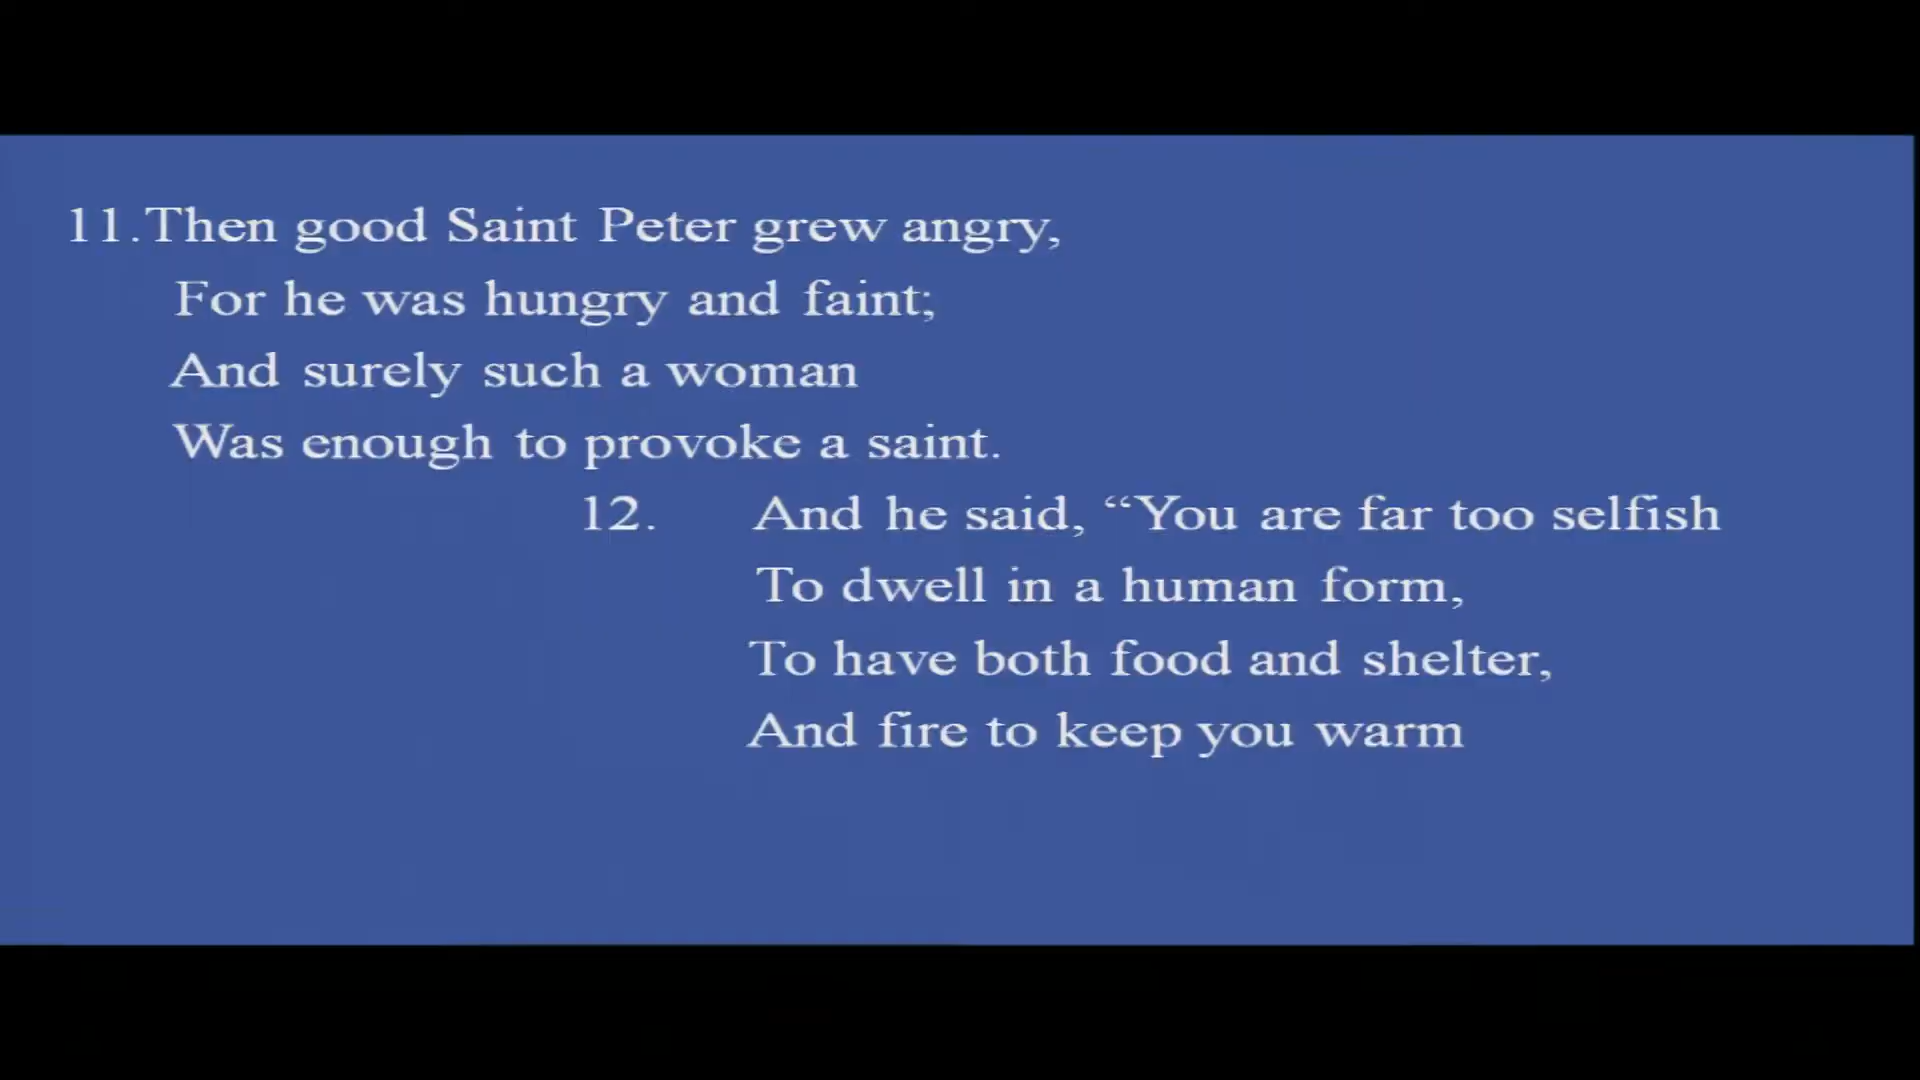 11.Then good Saint Peter grew angry,
For he was hungry and faint;
And surely such a woman
Was enough to provoke a saint.
12. And he said, “You are far too selfish
To dwell in a human form,
To have both food and shelter,
And fire to keep you warm